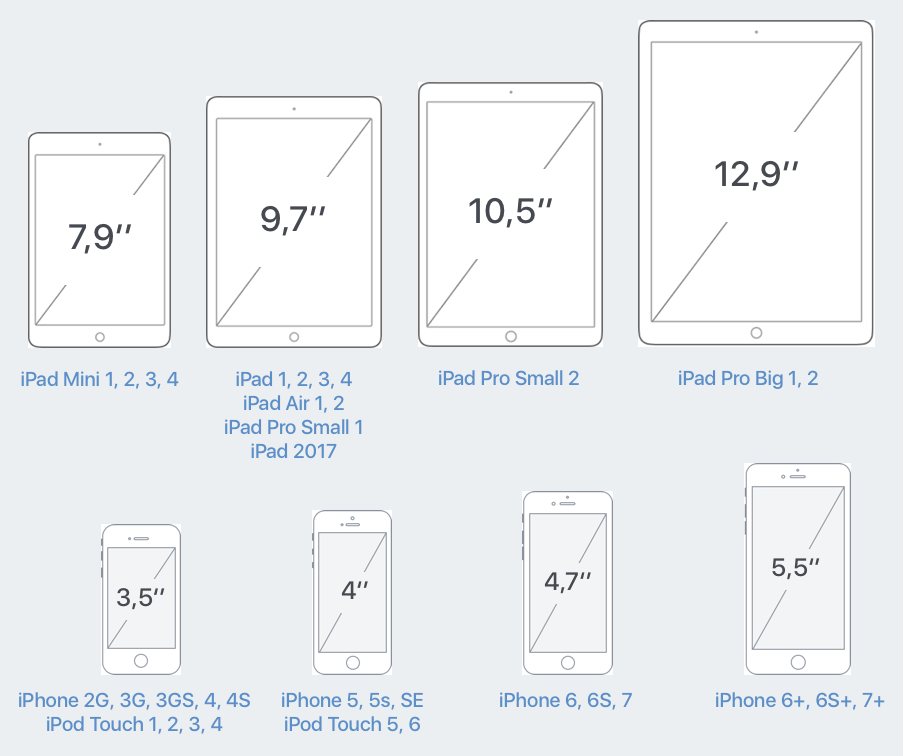 7,9′′
9,7′′
10,5′′
12,9′′
iPad Mini 1, 2, 3, 4
iPad 1, 2, 3, 4
iPad Air 1, 2
iPad Pro Small 1
iPad 2017
iPad Pro Small 2
iPad Pro Big 1, 2
3,5′′
4′′
4,7′′
5,5′′
iPhone 2G, 3G, 3GS, 4, 4S
iPod Touch 1, 2, 3, 4
iPhone 5, 5s, SE
iPod Touch 5, 6
iPhone 6, 6S, 7
iPhone 6+, 6S+, 7+